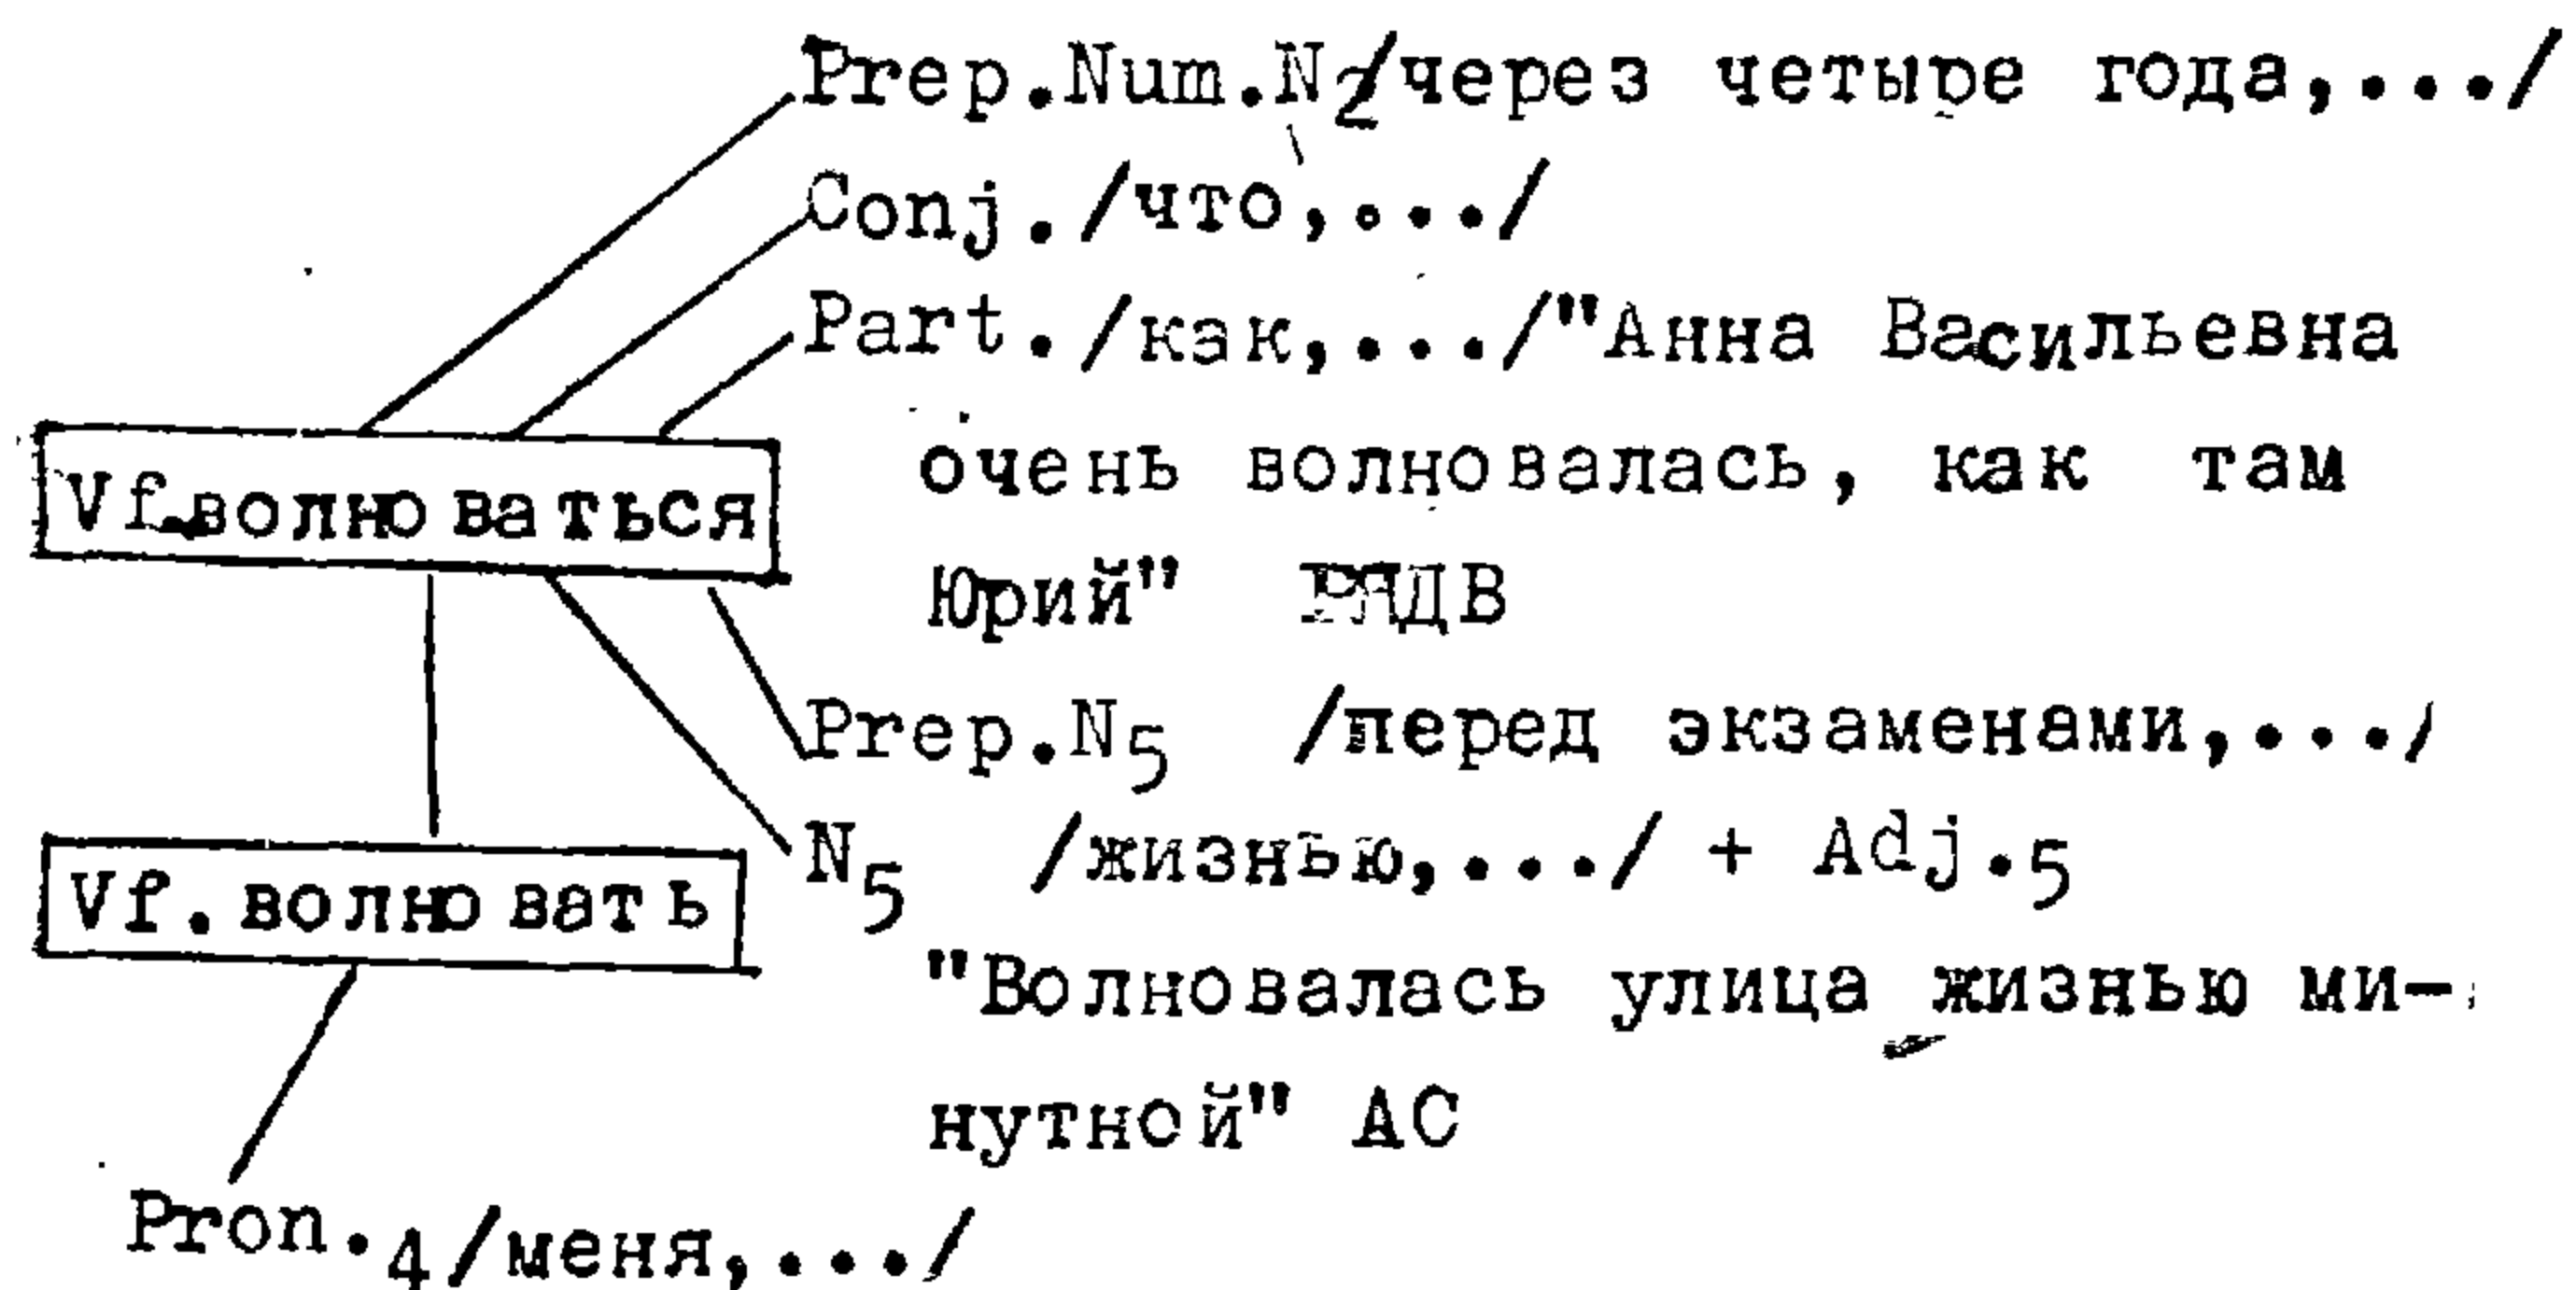 Prep.Num.N2/через четыре года,.../
Conj./что,.../
Part./как,.../"Анна Васильевна
очень волновалась, как там
Vf.волноваться
Юрий" ДВ
Prep.N5 /перед экзаменами,.../
N5 /жизнью,.../ + Adj.5
Vf.волновать
"Волновалась улица жизнью ми-
нутной" АС
Pron.4/меня,.../